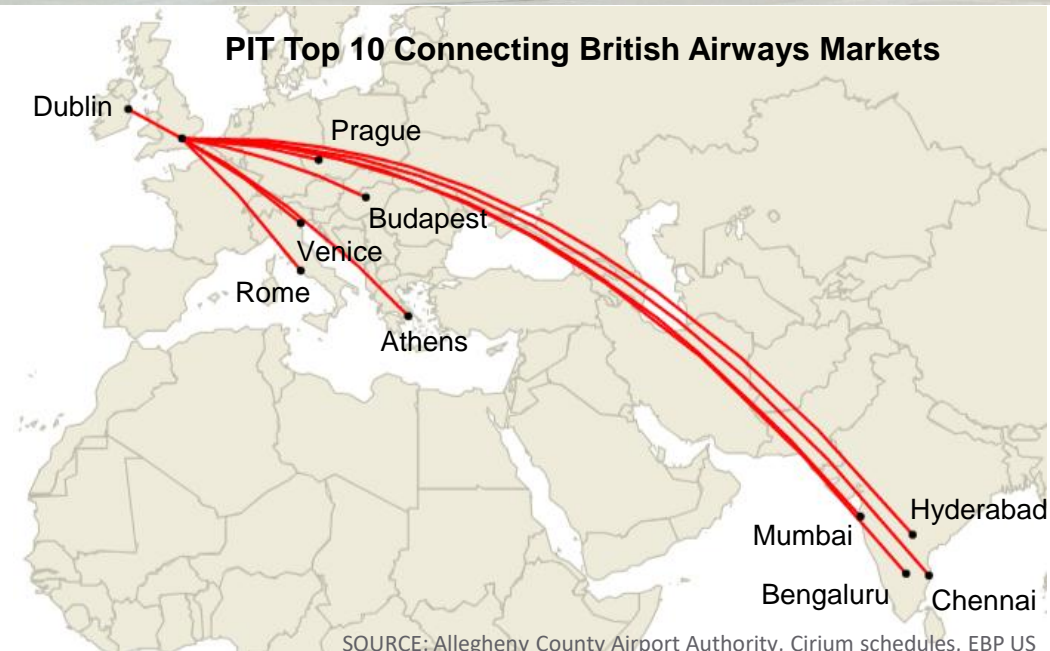 PIT Top 10 Connecting British Airways Markets
Dublin
Prague
Budapest
Venice
Rome
Athens
Hyderabad
Mumbai
Bengaluru
Chennai
SOURCE: Allegheny County Airport Authority, Cirium schedules, EBP US